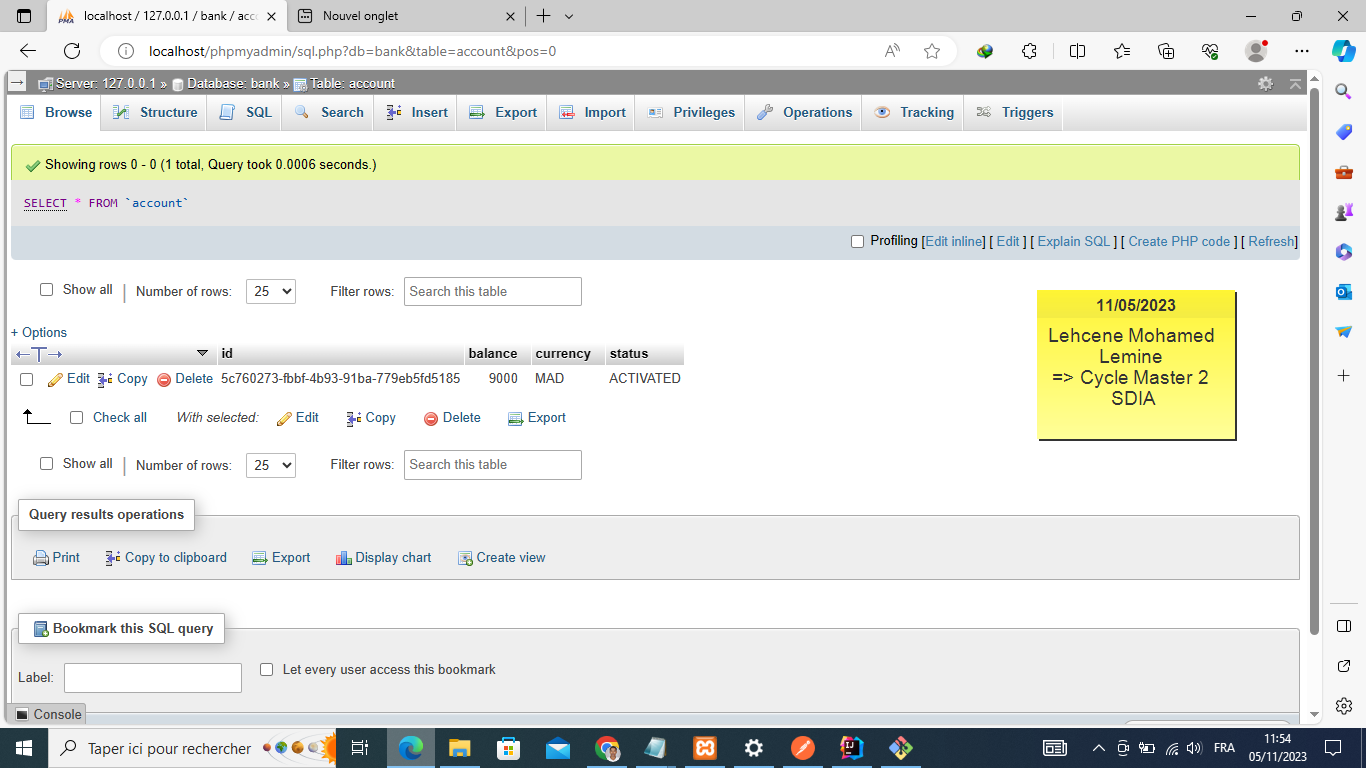 localhost / 127.0.0.1 / bank / acc
Nouvel onglet
localhost/phpmyadmin/sql.php?db=bank&table=account&pos=0
Server: 127.0.0.1 » Database: bank » Table: account
Browse Structure SQL Search Insert Export Import Privileges Operations Tracking Triggers
Showing rows 0 - 0 (1 total, Query took 0.0006 seconds.)
SELECT * FROM `account`
Profiling [Edit inline] [ Edit ] [ Explain SQL ] [ Create PHP code ] [ Refresh]
Show all | Number of rows: 25 Filter rows: Search this table
11/05/2023
Lehcene Mohamed
Lemine
=> Cycle Master 2
SDIA
+ Options
←T→ id balance currency status
Edit Copy Delete 5c760273-fbbf-4b93-91ba-779eb5fd5185 9000 MAD ACTIVATED
Check all With selected: Edit Copy Delete Export
Show all | Number of rows: 25 Filter rows: Search this table
Query results operations
Print Copy to clipboard Export Display chart Create view
Bookmark this SQL query
Label: Let every user access this bookmark
Console
Taper ici pour rechercher
FRA
11:54
05/11/2023